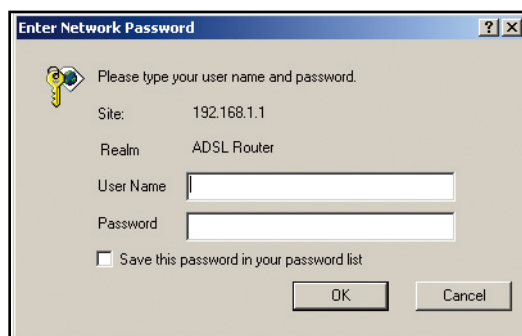 Enter Network Password
? X
Please type your user name and password.
Site: 192.168.1.1
Realm ADSL Router
User Name
Password
Save this password in your password list
OK Cancel